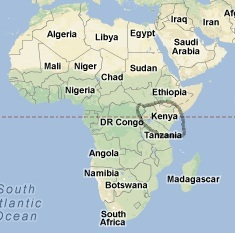 Iraq
Iran
Algeria
Libya
Egypt
Saudi
Arabia
Mali
Niger
Sudan
Chad
Nigeria
Ethiopia
DR Congo
Kenya
Tanzania
Angola
Namibia
Botswana
Madagascar
South
Africa
South
Atlantic
Ocean